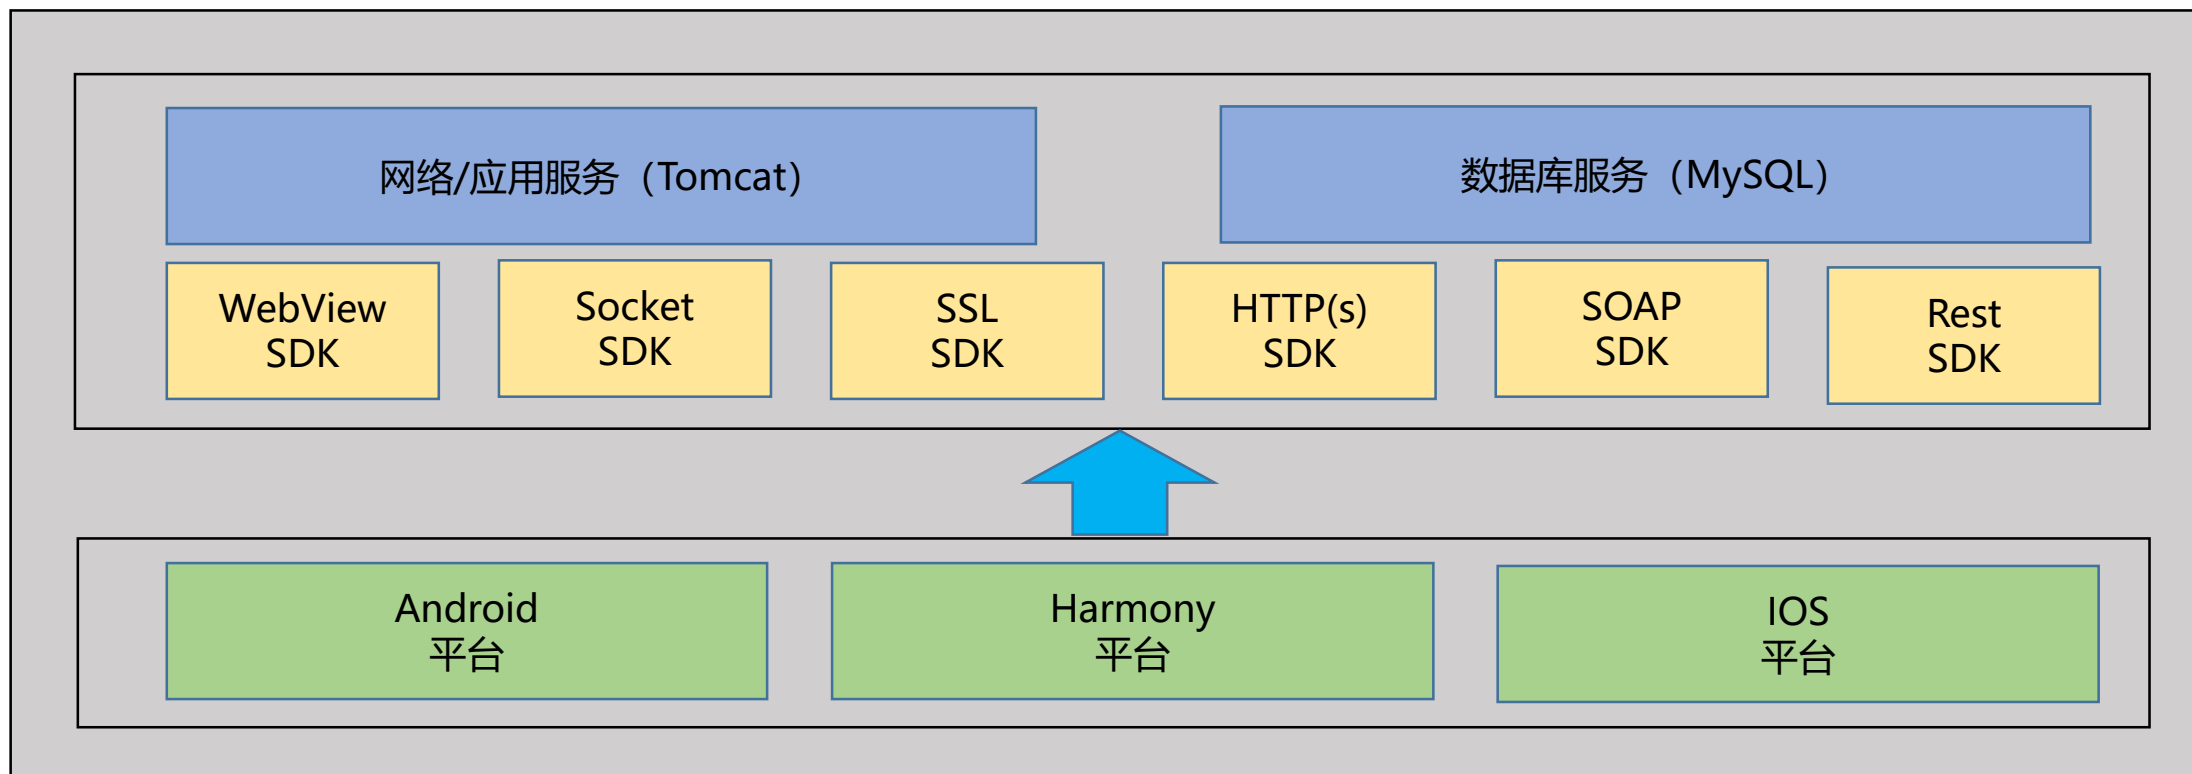 网络/应用服务（Tomcat）
数据库服务（MySQL）
WebView
SDK
Socket
SDK
SSL
SDK
HTTP(s)
SDK
SOAP
SDK
Rest
SDK
Android
平台
Harmony
平台
IOS
平台